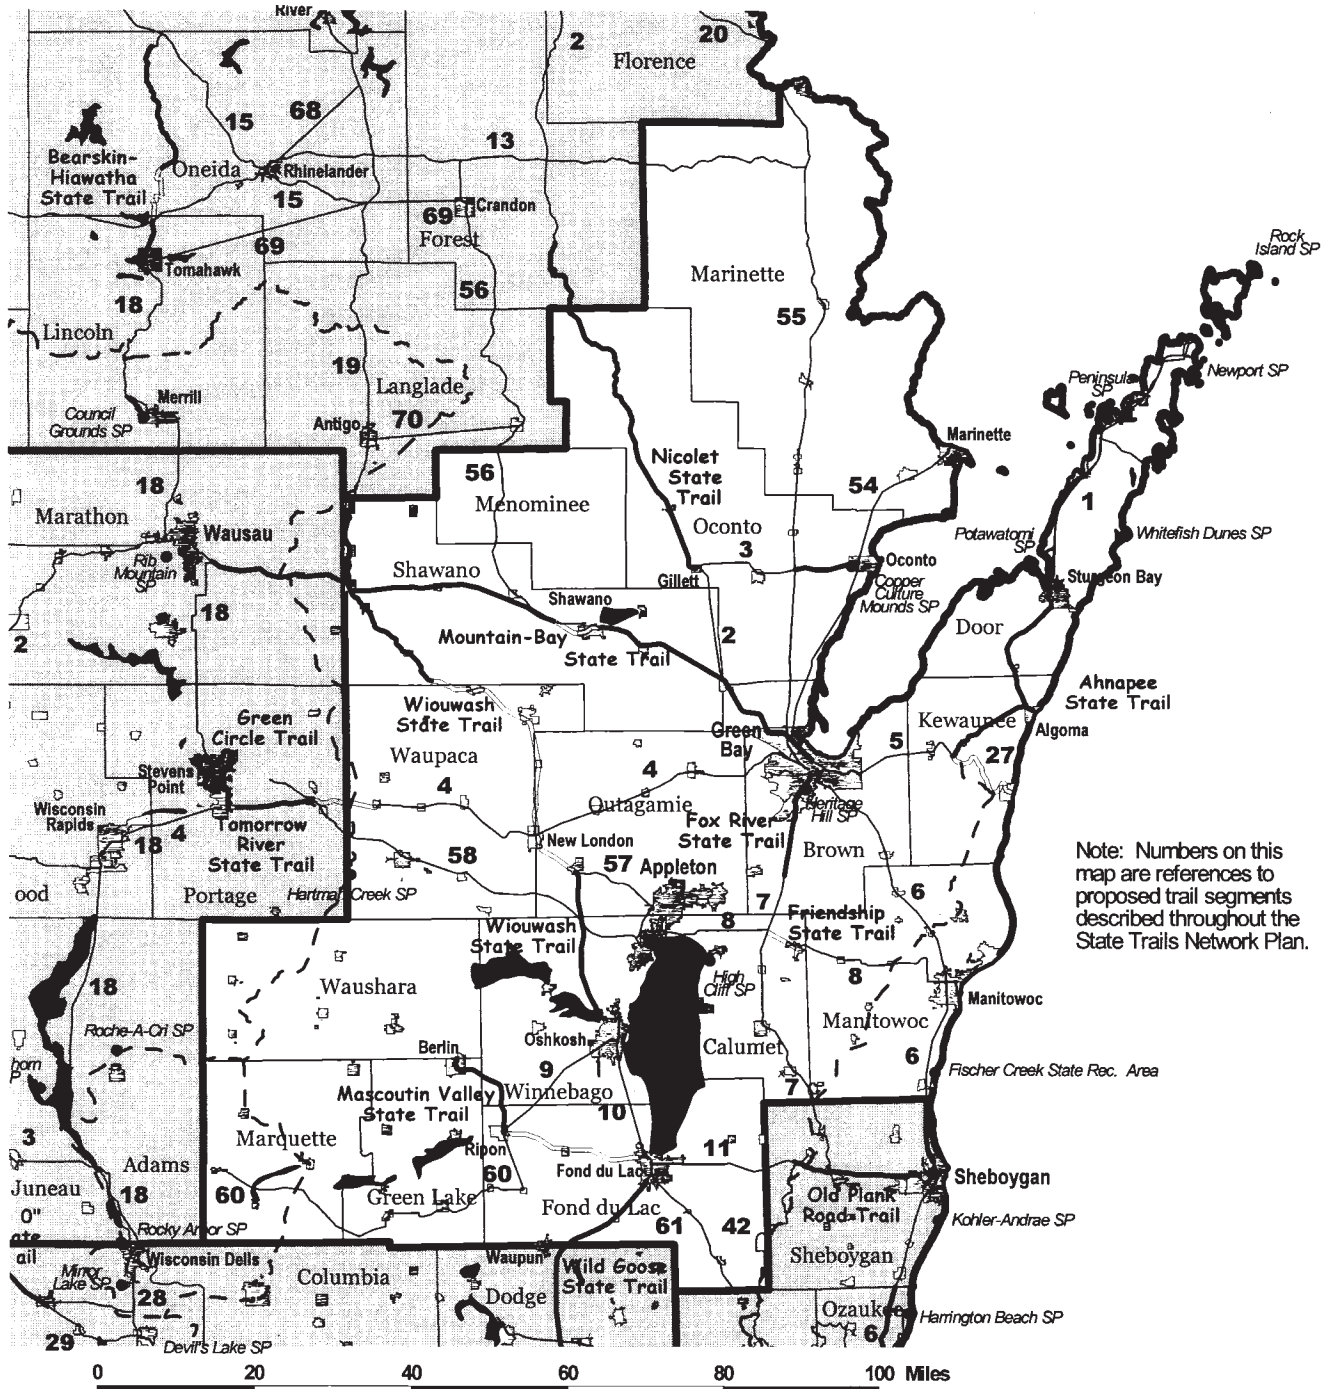 River
2
20
Florence
15
68
13
Bearskin-
Hiawatha
State Trail
Oneida
Rhinelander
15
69
Crandon
Forest
69
Tomahawk
56
Rock
Island SP
Marinette
18
55
Lincoln
19
Langlade
Newport SP
Peninsula
SP
Merrill
Council
Grounds SP
Antigo
70
Marinette
Nicolet
State
Trail
56
54
18
Menominee
1
Marathon
Oconto
Wausau
Potawatomi
SP
Whitefish Dunes SP
3
Rib
Mountain
SP
Shawano
Gillett
Oconto
Copper
Culture
Mounds SP
Sturgeon Bay
Shawano
18
2
Mountain-Bay
State Trail
2
Door
Ahnapee
State Trail
Wiouwash
State Trail
Green
Circle Trail
Green
Bay
Kewaunee
Algoma
5
27
Waupaca
Stevens
Point
4
4
Outagamie
Wisconsin
Rapids
Heritage
Hill SP
18
4
Tomorrow
River
State Trail
Fox River
State Trail
New London
Brown
58
57
Appleton
Note: Numbers on this
map are references to
proposed trail segments
described throughout the
State Trails Network Plan.
ood
Portage
Hartman Creek SP
7
6
8
Friendship
State Trail
Wiouwash
State Trail
8
18
Waushara
High
Cliff SP
Manitowoc
Roche-A-Cri SP
Manitowoc
horn
P
Berlin
Oshkosh
Calumet
6
9
Winnebago
Fischer Creek State Rec. Area
Mascoutin Valley
State Trail
10
7
3
Marquette
Adams
Ripon
11
60
Fond du Lac
Sheboygan
Juneau
18
60
Green Lake
Old Plank
Road Trail
0"
ate
ail
Fond du Lac
61
42
Kohler-Andrae SP
Rocky Arbor SP
Sheboygan
Wisconsin Dells
Waupun
Wild Goose
State Trail
Mirror
Lake SP
Columbia
28
Dodge
Ozaukee
Harrington Beach SP
29
7
Devil's Lake SP
6
0
20
40
60
80
100 Miles